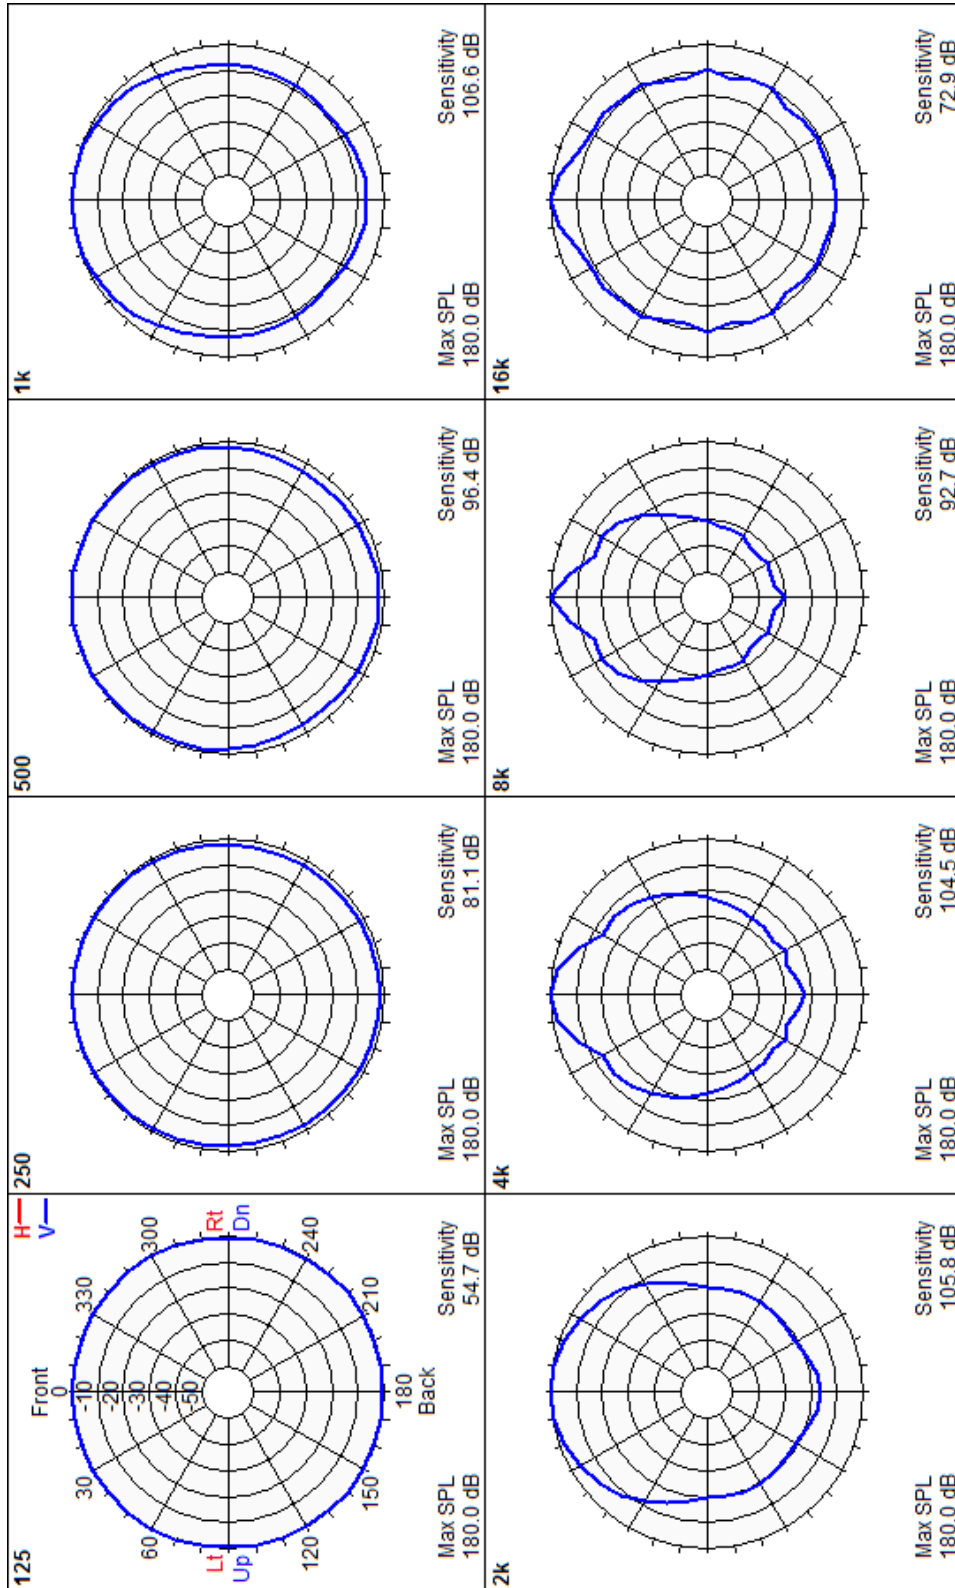 125
H
V
Front
0
-10
-20
-30
-40
-50
30
330
60
300
Lt
Rt
Up
Dn
120
240
150
210
180
Back
Max SPL
180.0 dB
Sensitivity
54.7 dB
250
Max SPL
180.0 dB
Sensitivity
81.1 dB
500
Max SPL
180.0 dB
Sensitivity
96.4 dB
1k
Max SPL
180.0 dB
Sensitivity
106.6 dB
2k
Max SPL
180.0 dB
Sensitivity
105.8 dB
4k
Max SPL
180.0 dB
Sensitivity
104.5 dB
8k
Max SPL
180.0 dB
Sensitivity
92.7 dB
16k
Max SPL
180.0 dB
Sensitivity
72.9 dB